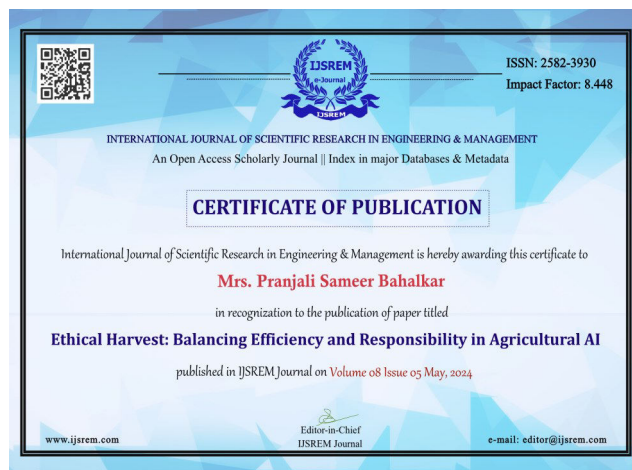 IJSREM
e-Journal
IJSREM
ISSN: 2582-3930
Impact Factor: 8.448
INTERNATIONAL JOURNAL OF SCIENTIFIC RESEARCH IN ENGINEERING & MANAGEMENT
An Open Access Scholarly Journal || Index in major Databases & Metadata
CERTIFICATE OF PUBLICATION
International Journal of Scientific Research in Engineering & Management is hereby awarding this certificate to
Mrs. Pranjali Sameer Bahalkar
in recognization to the publication of paper titled
Ethical Harvest: Balancing Efficiency and Responsibility in Agricultural AI
published in IJSREM Journal on Volume 08 Issue 05 May, 2024
Editor-in-Chief
IJSREM Journal
www.ijsrem.com
e-mail: editor@ijsrem.com